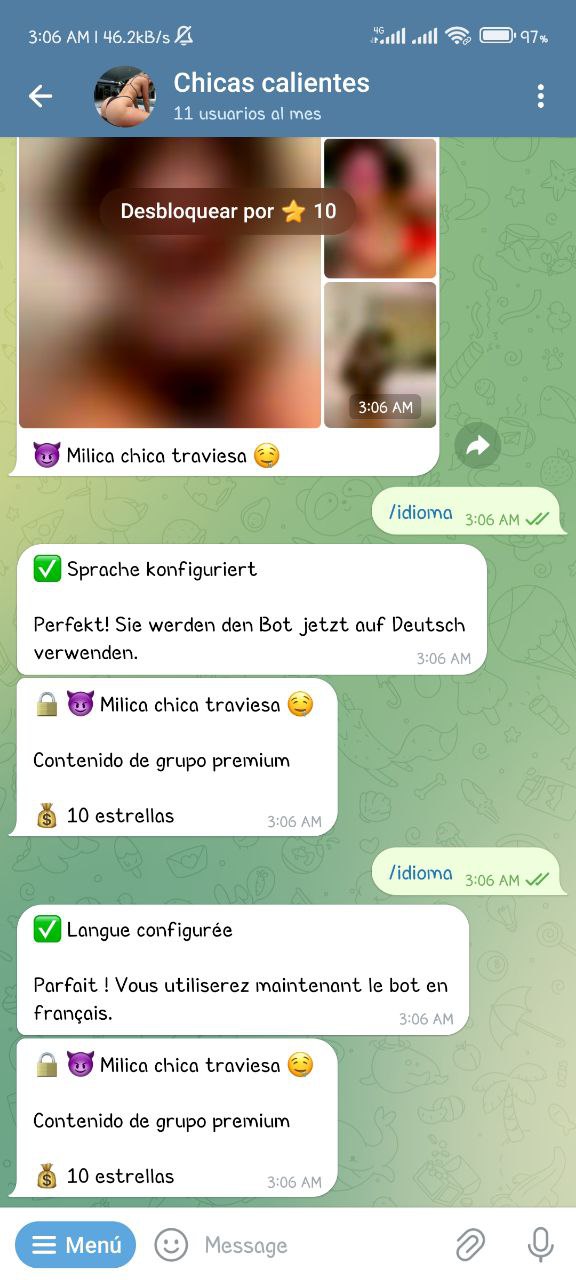 3:06 AM | 46.2kB/s
4G
97%
Chicas calientes
11 usuarios al mes
Desbloquear por ⭐ 10
3:06 AM
😈 Milica chica traviesa 🤤
/idioma 3:06 AM
✅ Sprache konfiguriert
Perfekt! Sie werden den Bot jetzt auf Deutsch
verwenden.
3:06 AM
🔒 😈 Milica chica traviesa 🤤
Contenido de grupo premium
💰 10 estrellas
3:06 AM
/idioma 3:06 AM
✅ Langue configurée
Parfait ! Vous utiliserez maintenant le bot en
français.
3:06 AM
🔒 😈 Milica chica traviesa 🤤
Contenido de grupo premium
💰 10 estrellas
3:06 AM
Menú
Message